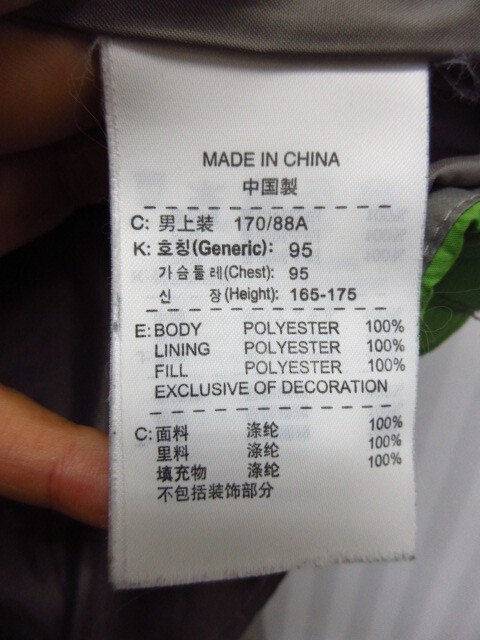 MADE IN CHINA
中国製
C: 男上装 170/88A
K: 호칭(Generic): 95
가슴둘레(Chest): 95
신 장(Height): 165-175
E: BODY POLYESTER 100%
LINING POLYESTER 100%
FILL POLYESTER 100%
EXCLUSIVE OF DECORATION
C: 面料 涤纶 100%
里料 涤纶 100%
填充物 涤纶 100%
不包括装饰部分